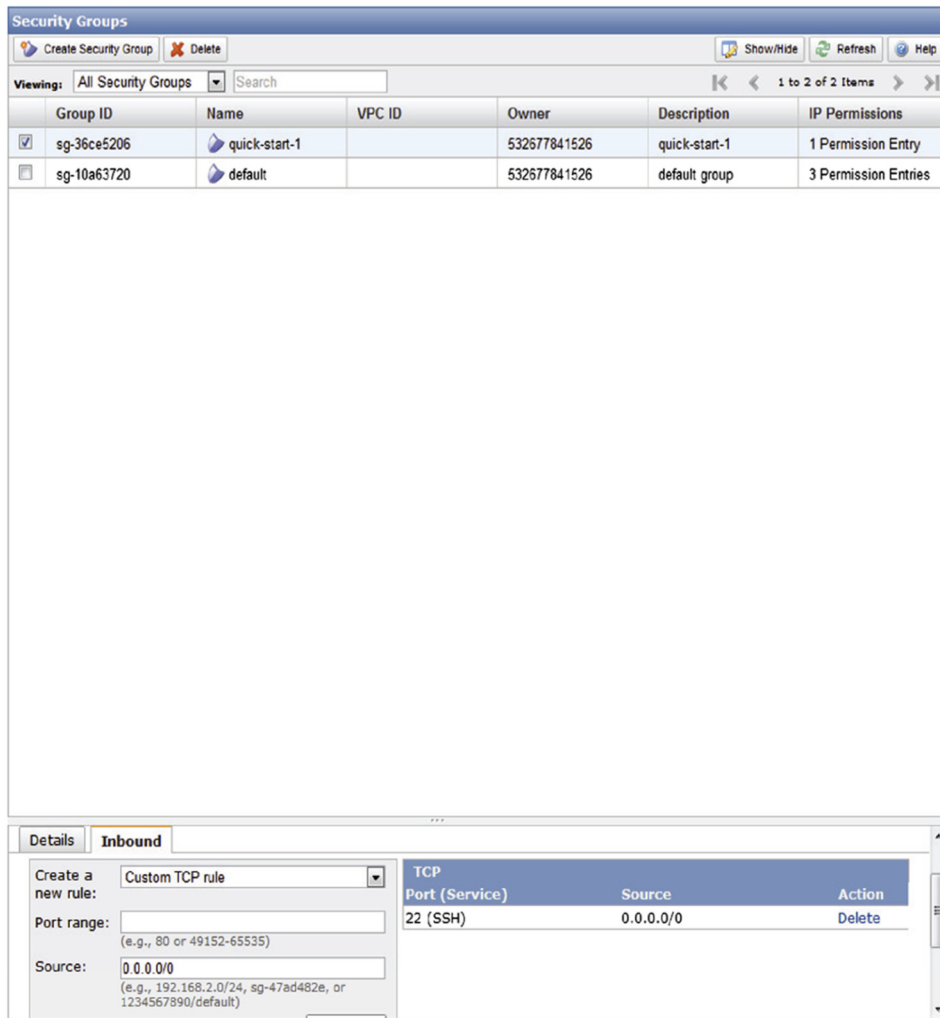 Security Groups
Create Security Group Delete Show/Hide Refresh Help
Viewing: All Security Groups Search 1 to 2 of 2 Items
Group ID Name VPC ID Owner Description IP Permissions
sg-36ce5206 quick-start-1 532677841526 quick-start-1 1 Permission Entry
sg-10a63720 default 532677841526 default group 3 Permission Entries
Details Inbound
Create a new rule: Custom TCP rule
Port range:
(e.g., 80 or 49152-65535)
Source: 0.0.0.0/0
(e.g., 192.168.2.0/24, sg-47ad482e, or
1234567890/default)
TCP
Port (Service) Source Action
22 (SSH) 0.0.0.0/0 Delete